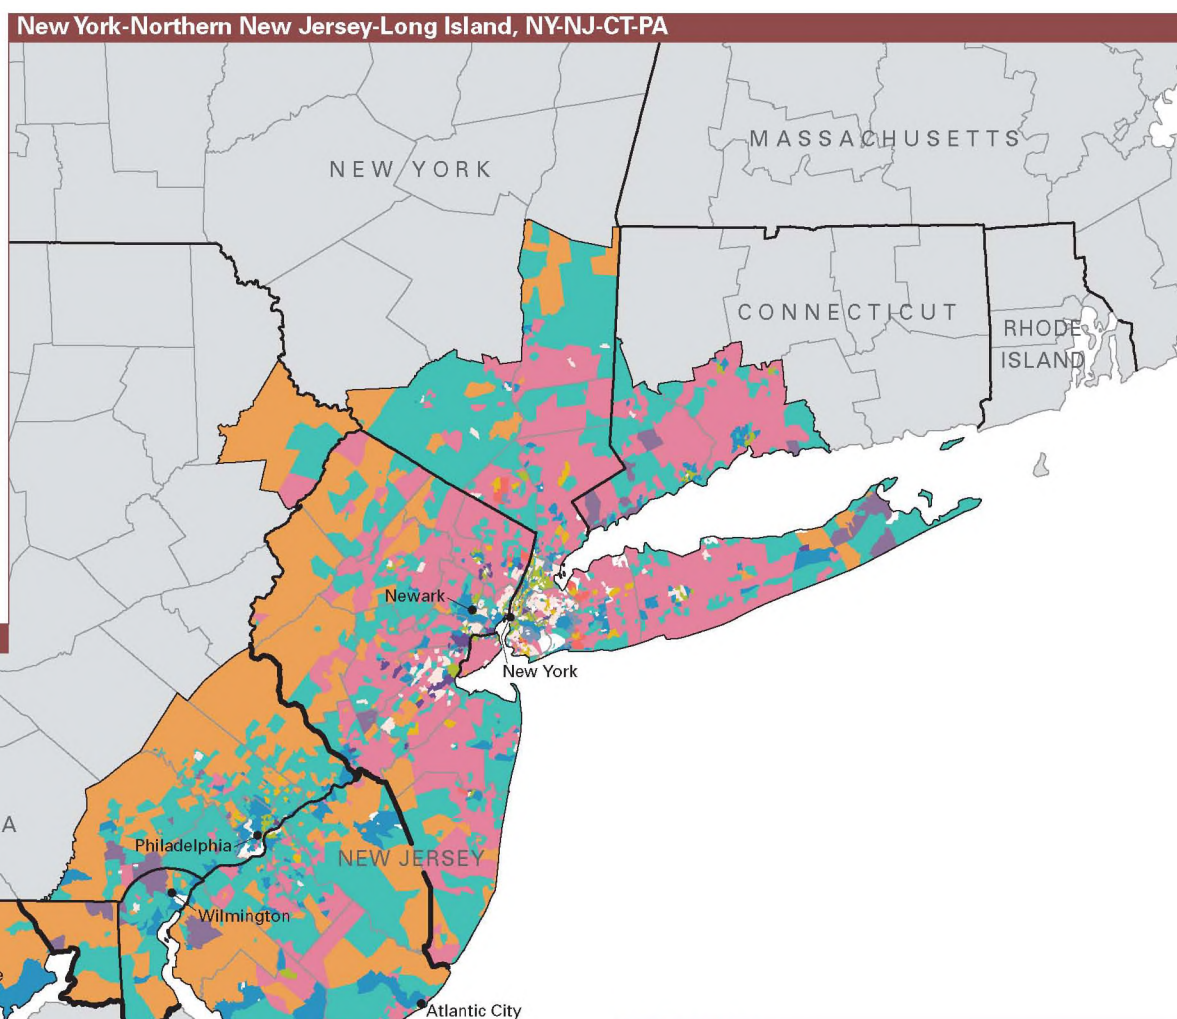 New York-Northern New Jersey-Long Island, NY-NJ-CT-PA
MASSACHUSETTS
NEW YORK
CONNECTICUT
RHODE
ISLAND
Newark
New York
A
Philadelphia
NEW JERSEY
Wilmington
e
Atlantic City